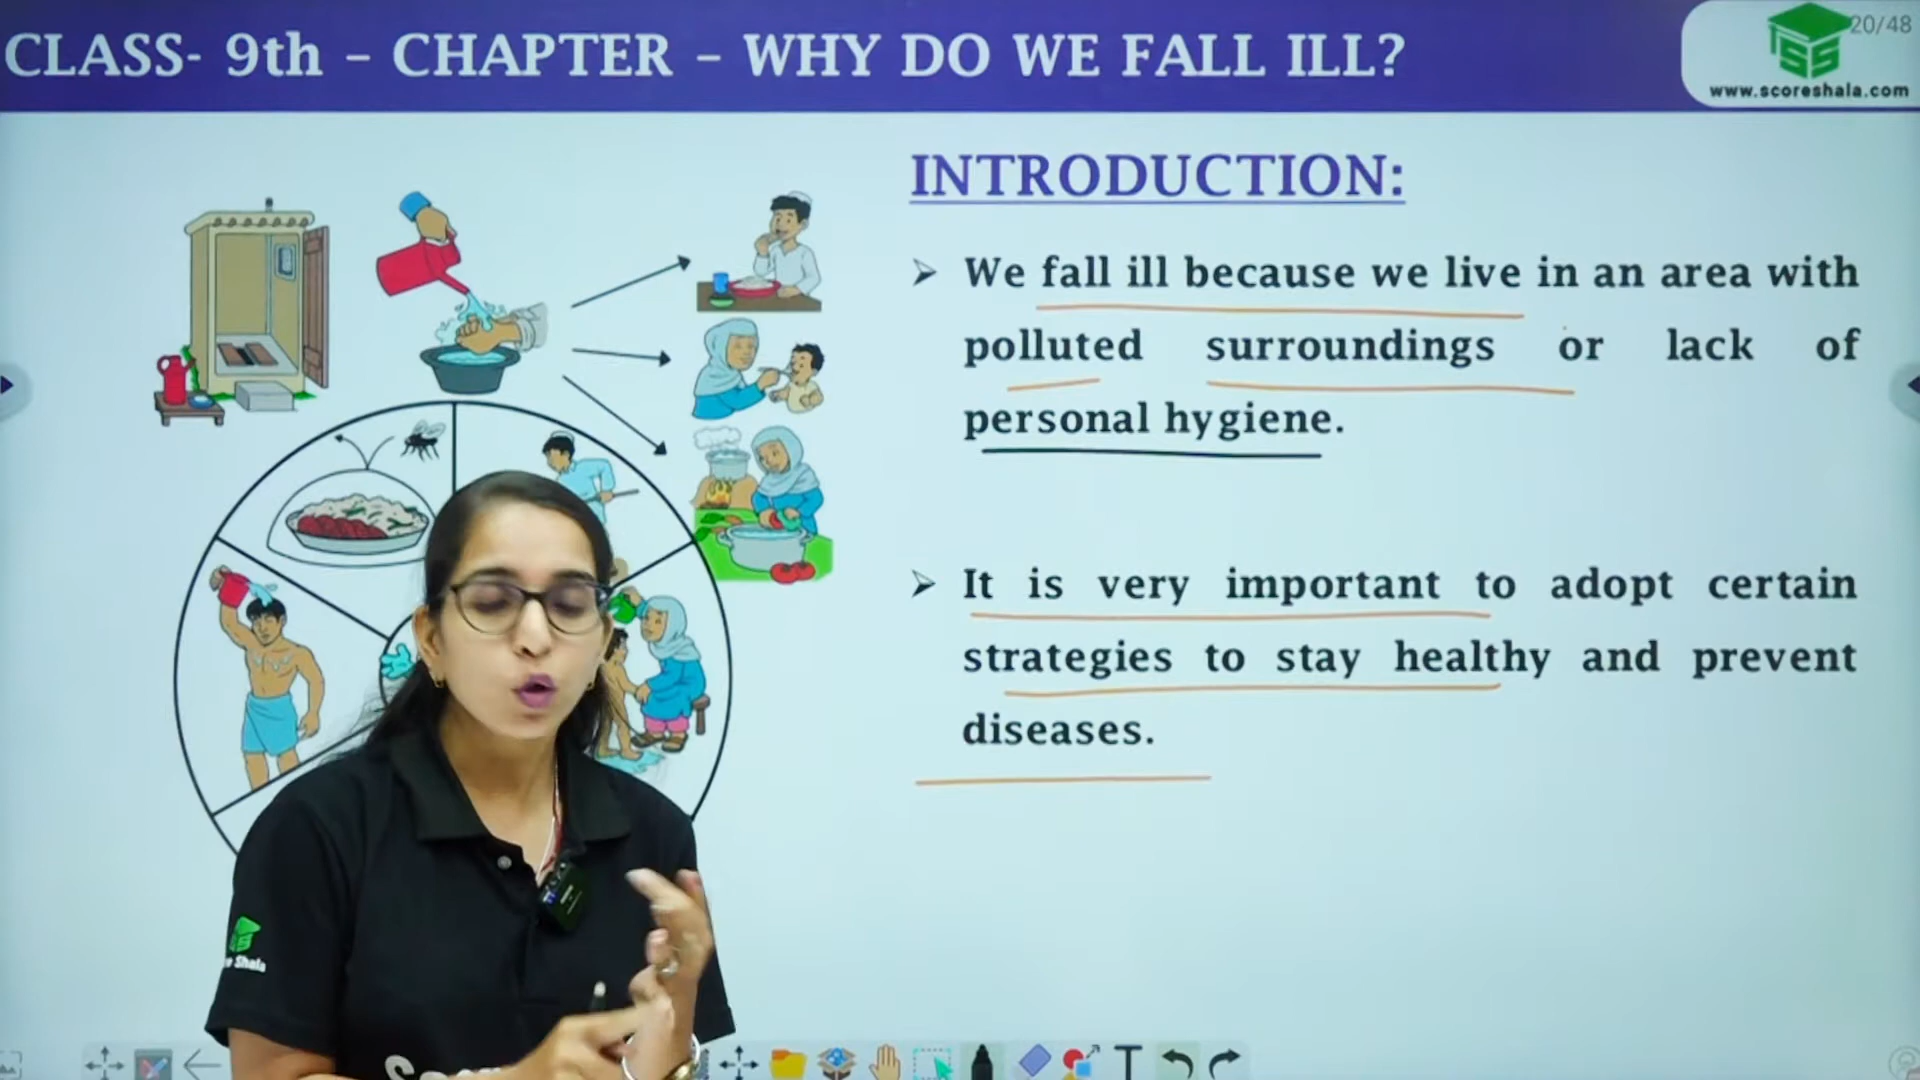 CLASS- 9th – CHAPTER – WHY DO WE FALL ILL?
20/48
SS
www.scoreshala.com
INTRODUCTION:
➢ We fall ill because we live in an area with
polluted surroundings or lack of
personal hygiene.
➢ It is very important to adopt certain
strategies to stay healthy and prevent
diseases.
Shala
T